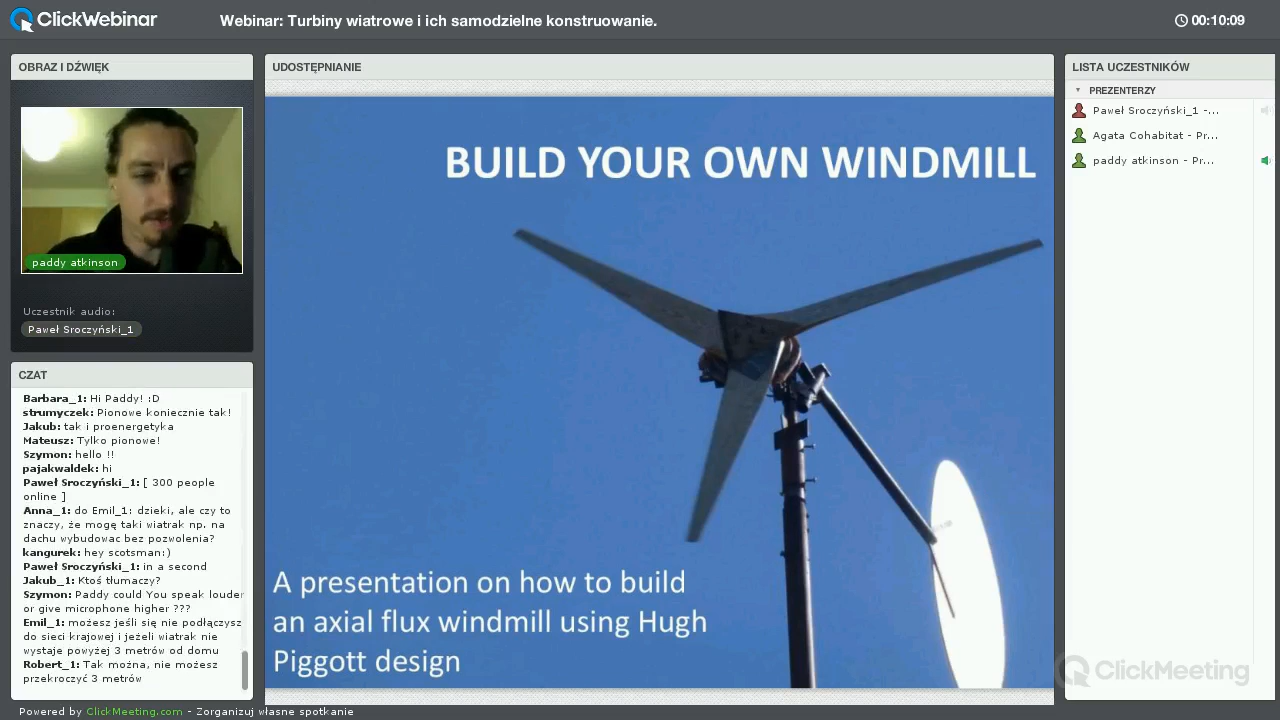 ClickWebinar
Webinar: Turbiny wiatrowe i ich samodzielne konstruowanie.
00:10:09
OBRAZ I DŹWIĘK
paddy atkinson
Uczestnik audio:
Paweł Sroczyński_1
CZAT
Barbara_1: Hi Paddy! :D
strumyczek: Pionowe koniecznie tak!
Jakub: tak i proenergetyka
Mateusz: Tylko pionowe!
Szymon: hello !!
pajakwaldek: hi
Paweł Sroczyński_1: [ 300 people
online ]
Anna_1: do Emil_1: dzieki, ale czy to
znaczy, że mogę taki wiatrak np. na
dachu wybudowac bez pozwolenia?
kangurek: hey scotsman:)
Paweł Sroczyński_1: in a second
Jakub_1: Ktoś tłumaczy?
Szymon: Paddy could You speak louder
or give microphone higher ???
Emil_1: możesz jeśli się nie podłączysz
do sieci krajowej i jeżeli wiatrak nie
wystaje powyżej 3 metrów od domu
Robert_1: Tak można, nie możesz
przekroczyć 3 metrów
UDOSTĘPNIANIE
BUILD YOUR OWN WINDMILL
A presentation on how to build
an axial flux windmill using Hugh
Piggott design
LISTA UCZESTNIKÓW
PREZENTERZY
Paweł Sroczyński_1 -...
Agata Cohabitat - Pr...
paddy atkinson - Pr...
ClickMeeting
Powered by ClickMeeting.com - Zorganizuj własne spotkanie